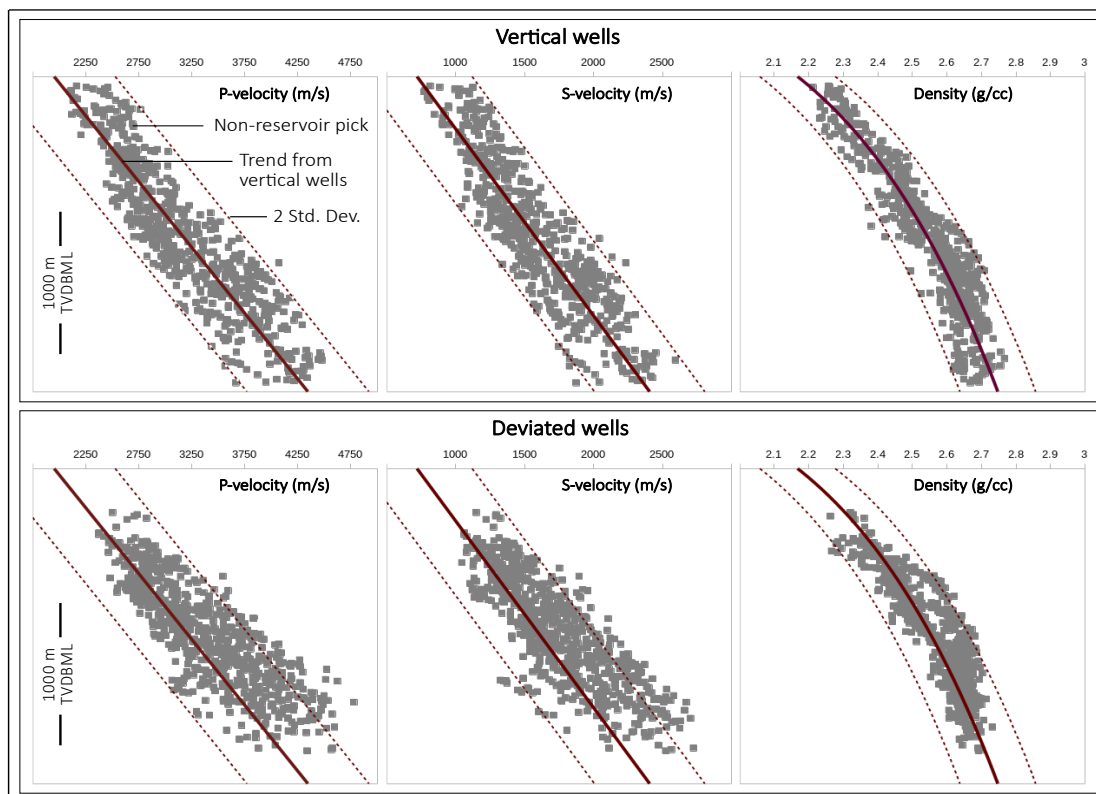 Vertical wells
2250 2750 3250 3750 4250 4750
P-velocity (m/s)
Non-reservoir pick
Trend from
vertical wells
2 Std. Dev.
1000 m
TVDBML
1000 1500 2000 2500
S-velocity (m/s)
2.1 2.2 2.3 2.4 2.5 2.6 2.7 2.8 2.9 3
Density (g/cc)
Deviated wells
2250 2750 3250 3750 4250 4750
P-velocity (m/s)
1000 m
TVDBML
1000 1500 2000 2500
S-velocity (m/s)
2.1 2.2 2.3 2.4 2.5 2.6 2.7 2.8 2.9 3
Density (g/cc)